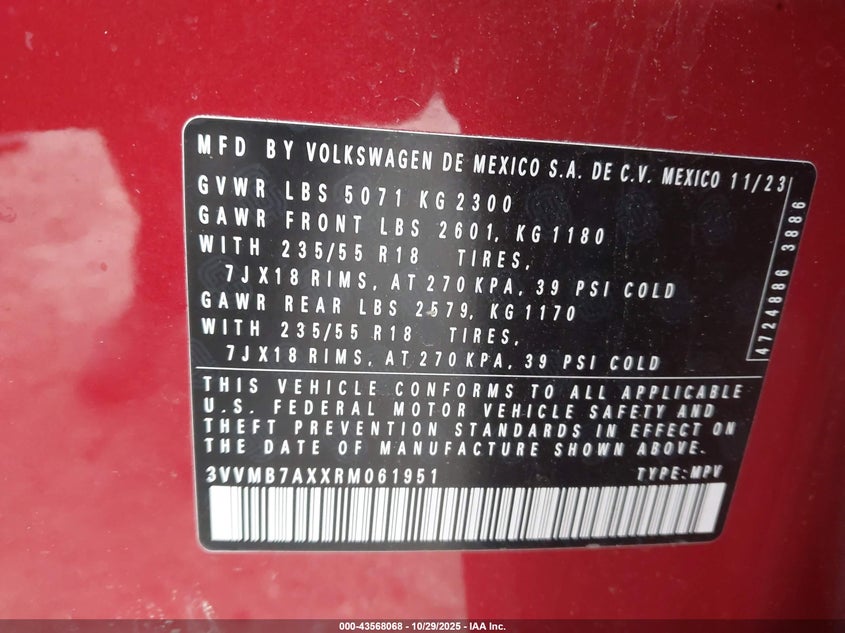 MFD BY VOLKSWAGEN DE MEXICO S.A. DE C.V. MEXICO 11/23
GVWR LBS 5071 KG 2300
GAWR FRONT LBS 2601, KG 1180
WITH 235/55 R18 TIRES,
7JX18 RIMS, AT 270 KPA, 39 PSI COLD
GAWR REAR LBS 2579, KG 1170
WITH 235/55 R18 TIRES,
7JX18 RIMS, AT 270 KPA, 39 PSI COLD
4724886 3886
THIS VEHICLE CONFORMS TO ALL APPLICABLE
U.S. FEDERAL MOTOR VEHICLE SAFETY AND
THEFT PREVENTION STANDARDS IN EFFECT ON
THE DATE OF MANUFACTURE SHOWN ABOVE.
3VVMB7AXXRM061951 TYPE:MPV
000-43568068 - 10/29/2025 - IAA Inc.